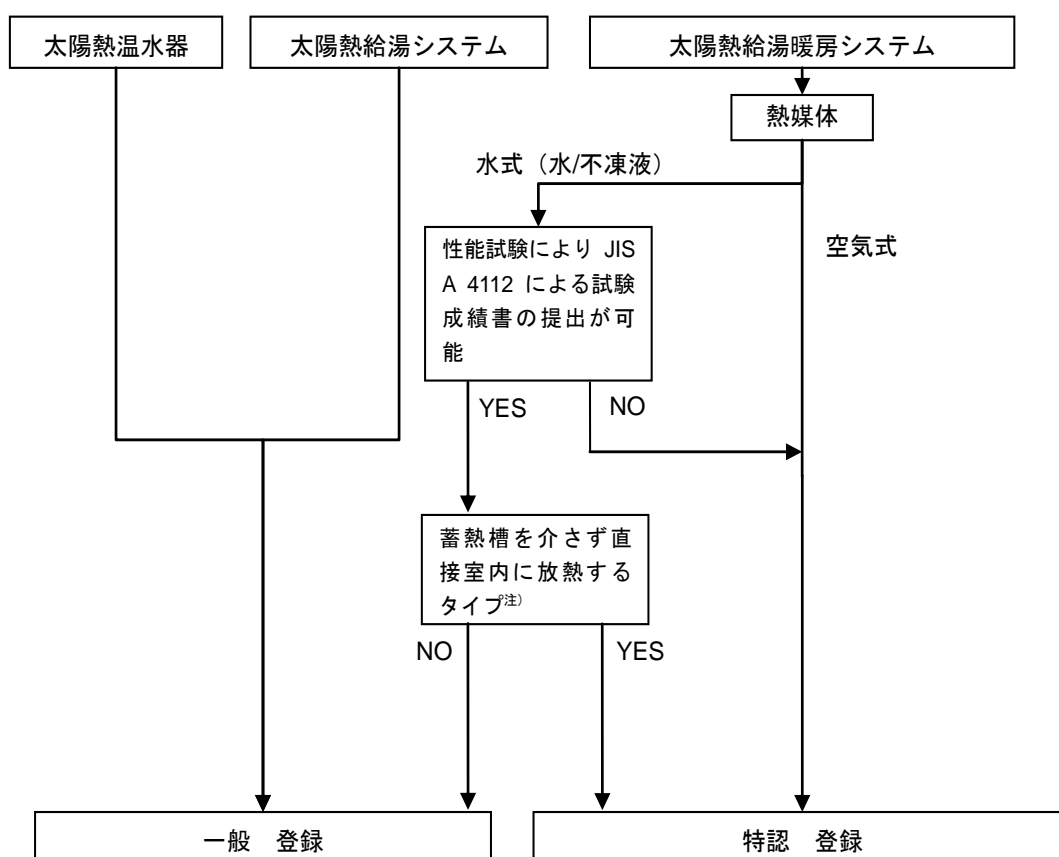 太陽熱温水器
太陽熱給湯システム
太陽熱給湯暖房システム
熱媒体
水式（水/不凍液）
空気式
性能試験により JIS
A 4112 による試験
成績書の提出が可
能
YES
NO
蓄熱槽を介さず直
接室内に放熱する
タイプ注）
NO
YES
一般　登録
特認　登録